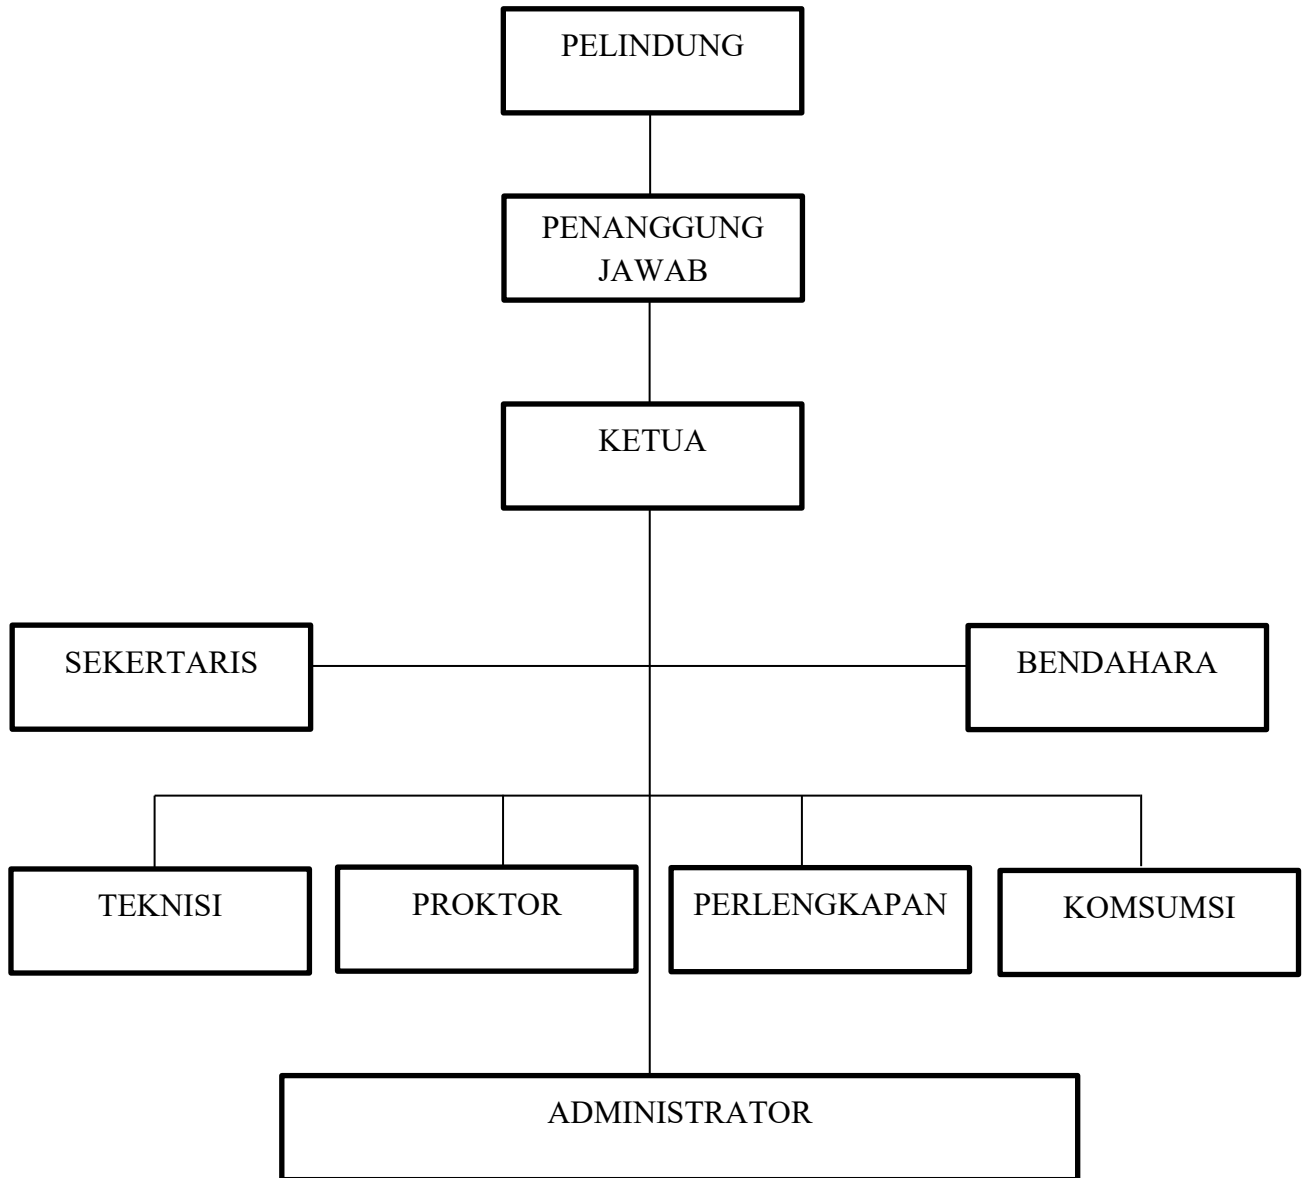 PELINDUNG
PENANGGUNG
JAWAB
KETUA
SEKERTARIS
BENDAHARA
TEKNISI
PROKTOR
PERLENGKAPAN
KOMSUMSI
ADMINISTRATOR